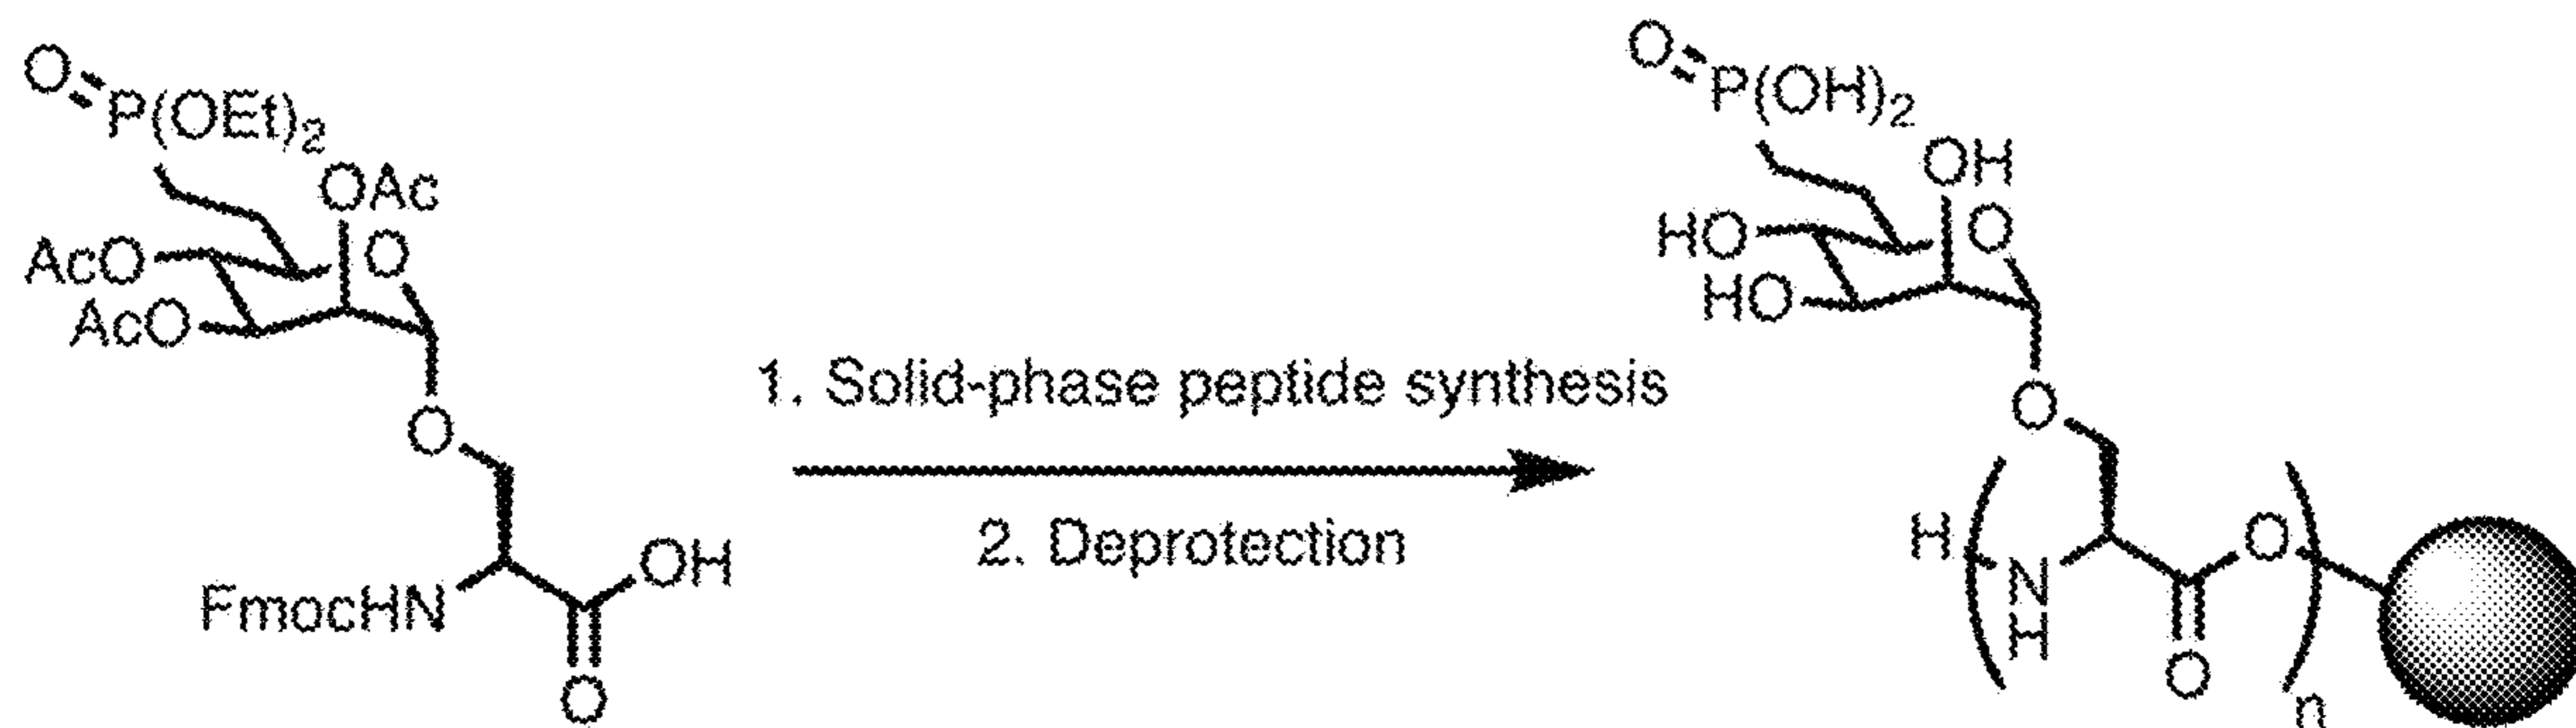 O
P(OEt)2
OAc
O
AcO
AcO
O
FmocHN
OH
O
1. Solid-phase peptide synthesis
2. Deprotection
O
P(OH)2
OH
O
HO
HO
O
H
N
H
O
O
n